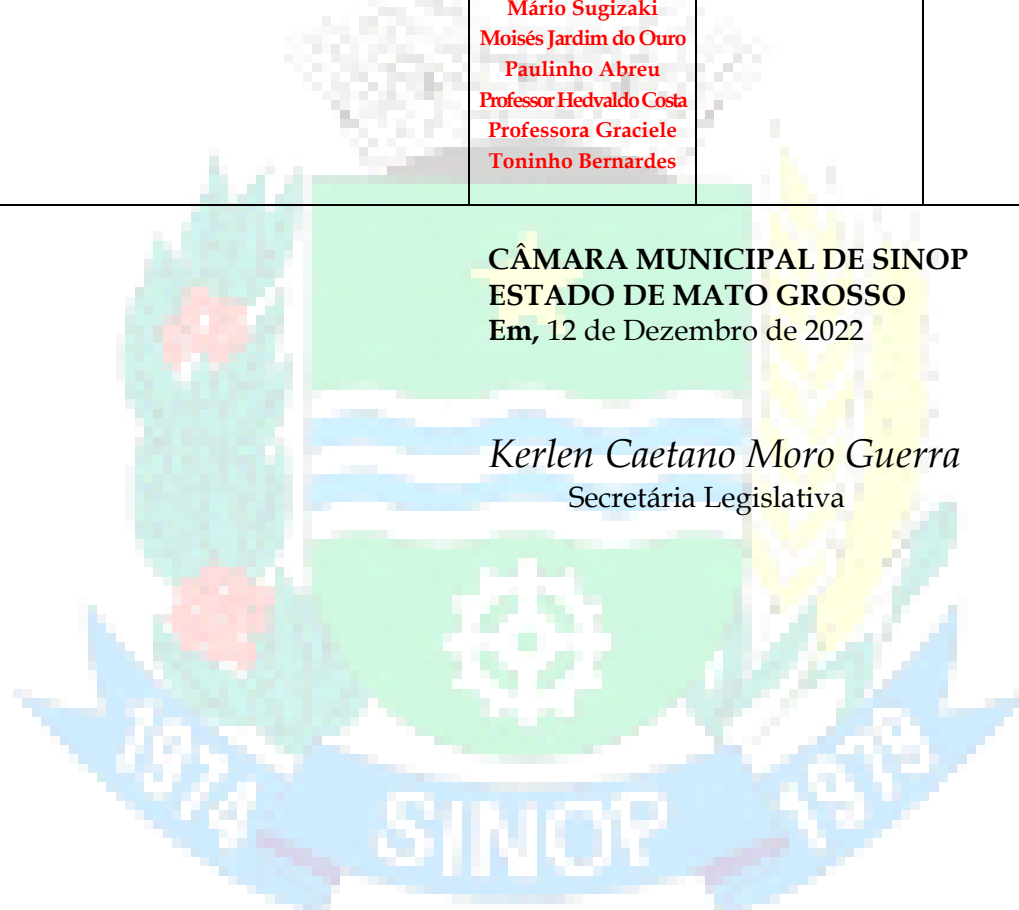 Mário Sugizaki
Moisés Jardim do Ouro
Paulinho Abreu
Professor Hedvaldo Costa
Professora Graciele
Toninho Bernardes
CÂMARA MUNICIPAL DE SINOP
ESTADO DE MATO GROSSO
Em, 12 de Dezembro de 2022
Kerlen Caetano Moro Guerra
Secretária Legislativa
1974
SINOP
1979